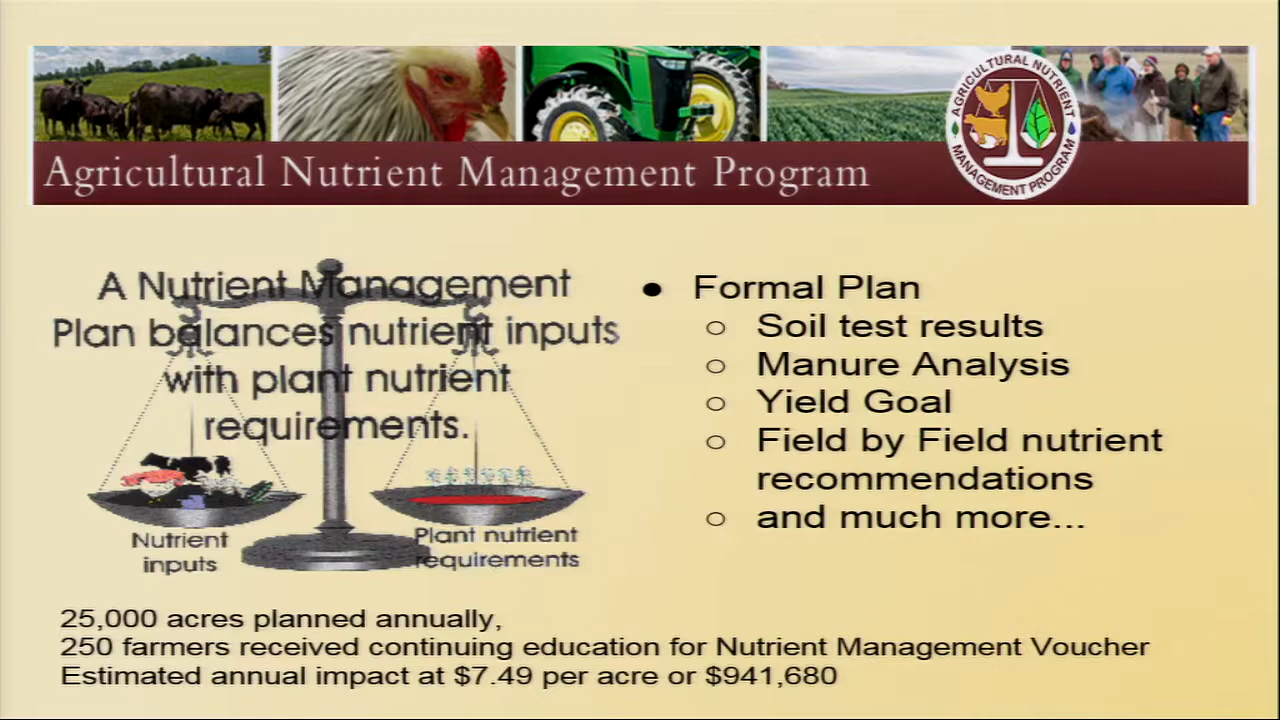 AGRICULTURAL NUTRIENT
MANAGEMENT PROGRAM
Agricultural Nutrient Management Program
A Nutrient Management
Plan balances nutrient inputs
with plant nutrient
requirements.
Nutrient
inputs
Plant nutrient
requirements
● Formal Plan
○ Soil test results
○ Manure Analysis
○ Yield Goal
○ Field by Field nutrient
recommendations
○ and much more...
25,000 acres planned annually,
250 farmers received continuing education for Nutrient Management Voucher
Estimated annual impact at $7.49 per acre or $941,680